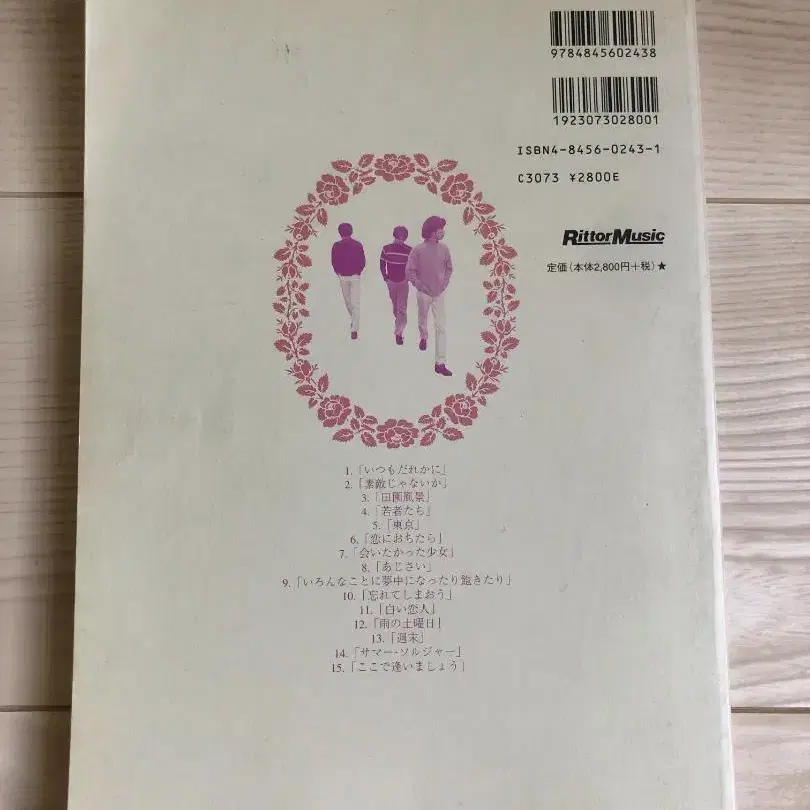 9784845602438
1923073028001
ISBN4-8456-0243-1
C3073 ¥2800E
RittorMusic
定価(本体2,800円+税)★
1.「いつもだれかに」
2.「素敵じゃないか」
3.「田園風景」
4.「若者たち」
5.「東京」
6.「恋におちたら」
7.「会いたかった少女」
8.「あじさい」
9.「いろんなことに夢中になったり飽きたり」
10.「忘れてしまおう」
11.「白い恋人」
12.「雨の土曜日」
13.「週末」
14.「サマー・ソルジャー」
15.「ここで逢いましょう」